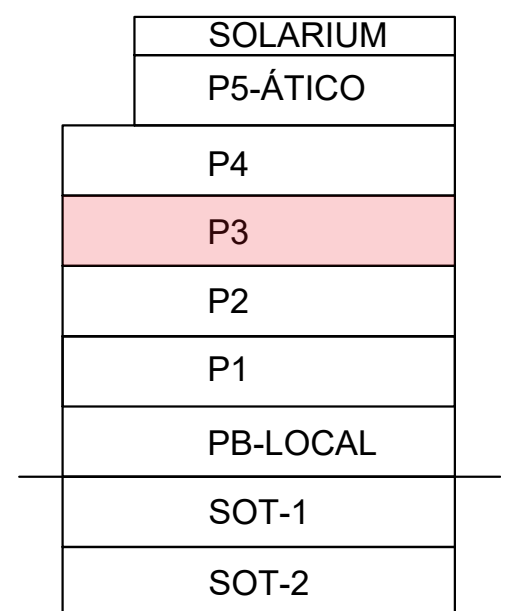 SOLARIUM
P5-ÁTICO
P4
P3
P2
P1
PB-LOCAL
SOT-1
SOT-2